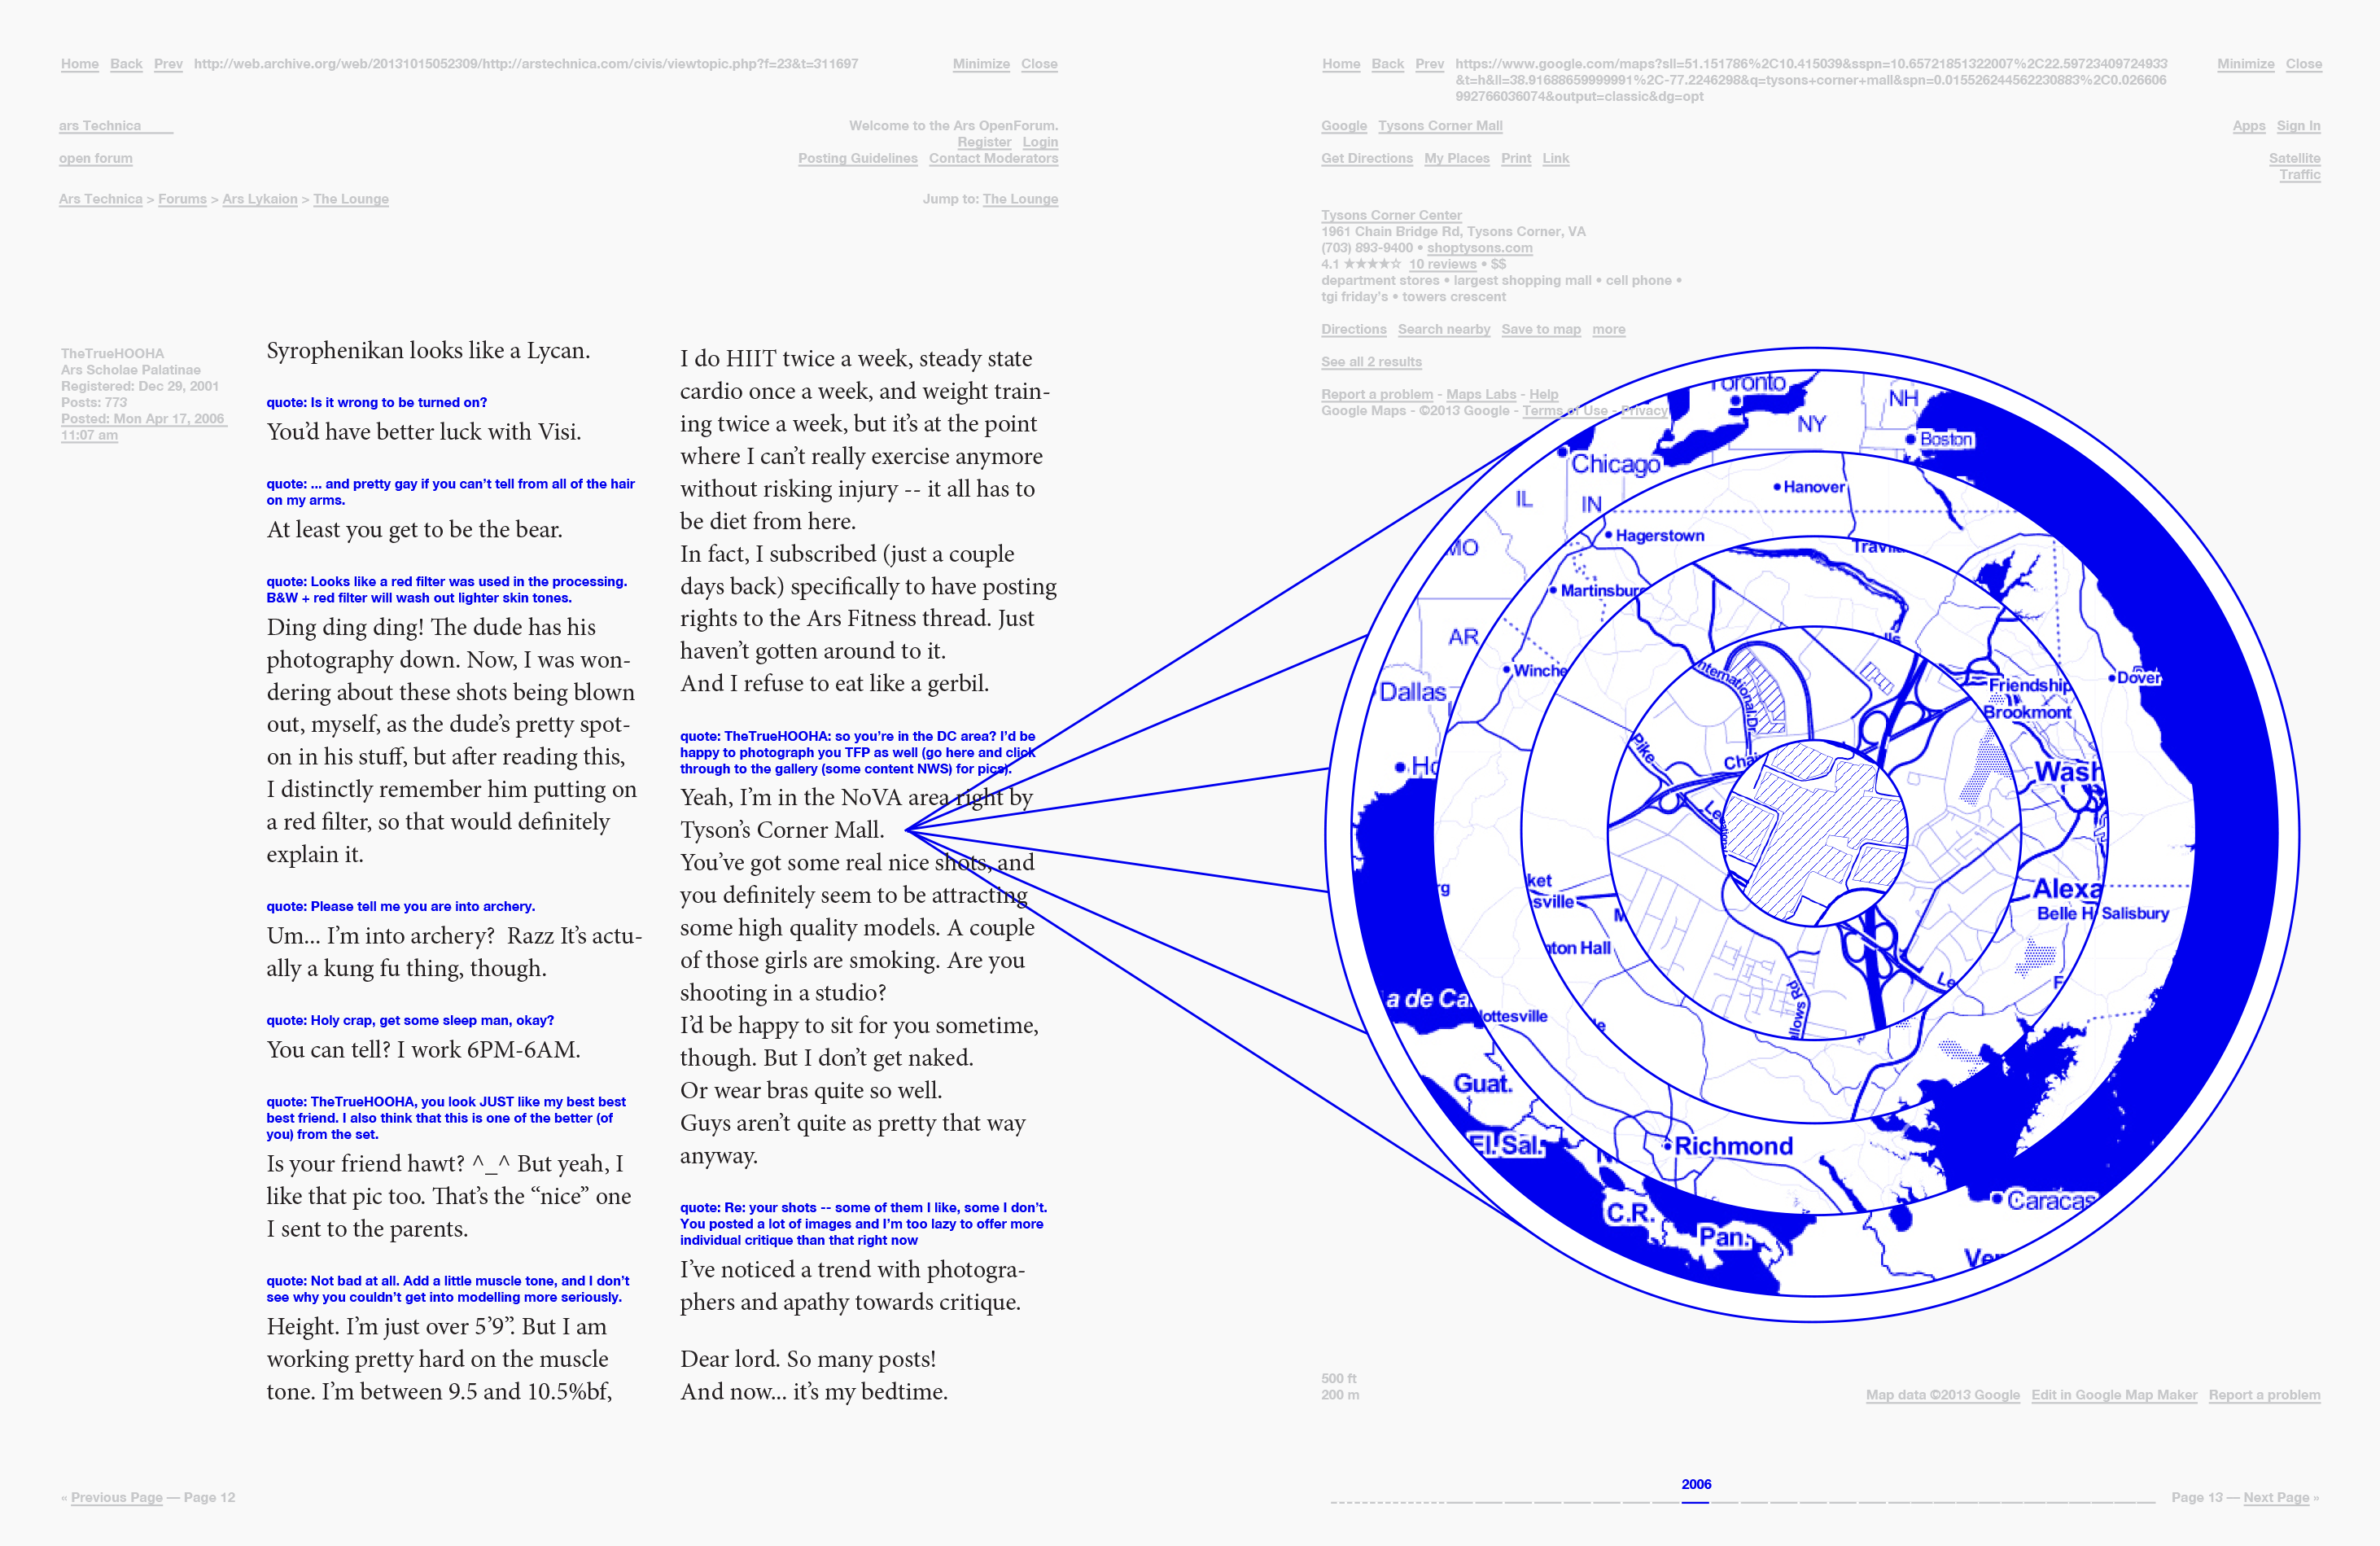 Home Back Prev http://web.archive.org/web/20131015052309/http://arstechnica.com/civis/viewtopic.php?f=23&t=311697
Minimize Close
ars Technica
open forum
Welcome to the Ars OpenForum.
Register Login
Posting Guidelines Contact Moderators
Ars Technica > Forums > Ars Lykaion > The Lounge
Jump to: The Lounge
TheTrueHOOHA
Ars Scholae Palatinae
Registered: Dec 29, 2001
Posts: 773
Posted: Mon Apr 17, 2006
11:07 am
Syrophenikan looks like a Lycan.
quote: Is it wrong to be turned on?
You’d have better luck with Visi.
quote: ... and pretty gay if you can’t tell from all of the hair
on my arms.
At least you get to be the bear.
quote: Looks like a red filter was used in the processing.
B&W + red filter will wash out lighter skin tones.
Ding ding ding! The dude has his
photography down. Now, I was won-
dering about these shots being blown
out, myself, as the dude’s pretty spot-
on in his stuff, but after reading this,
I distinctly remember him putting on
a red filter, so that would definitely
explain it.
quote: Please tell me you are into archery.
Um... I’m into archery?  Razz It’s actu-
ally a kung fu thing, though.
quote: Holy crap, get some sleep man, okay?
You can tell? I work 6PM-6AM.
quote: TheTrueHOOHA, you look JUST like my best best
best friend. I also think that this is one of the better (of
you) from the set.
Is your friend hawt? ^_^ But yeah, I
like that pic too. That’s the “nice” one
I sent to the parents.
quote: Not bad at all. Add a little muscle tone, and I don’t
see why you couldn’t get into modelling more seriously.
Height. I’m just over 5’9”. But I am
working pretty hard on the muscle
tone. I’m between 9.5 and 10.5%bf,
I do HIIT twice a week, steady state
cardio once a week, and weight train-
ing twice a week, but it’s at the point
where I can’t really exercise anymore
without risking injury -- it all has to
be diet from here.
In fact, I subscribed (just a couple
days back) specifically to have posting
rights to the Ars Fitness thread. Just
haven’t gotten around to it.
And I refuse to eat like a gerbil.
quote: TheTrueHOOHA: so you’re in the DC area? I’d be
happy to photograph you TFP as well (go here and click
through to the gallery (some content NWS) for pics).
Yeah, I’m in the NoVA area right by
Tyson’s Corner Mall.
You’ve got some real nice shots, and
you definitely seem to be attracting
some high quality models. A couple
of those girls are smoking. Are you
shooting in a studio?
I’d be happy to sit for you sometime,
though. But I don’t get naked.
Or wear bras quite so well.
Guys aren’t quite as pretty that way
anyway.
quote: Re: your shots -- some of them I like, some I don’t.
You posted a lot of images and I’m too lazy to offer more
individual critique than that right now
I’ve noticed a trend with photogra-
phers and apathy towards critique.
Dear lord. So many posts!
And now... it’s my bedtime.
« Previous Page — Page 12
Home Back Prev https://www.google.com/maps?sll=51.151786%2C10.415039&sspn=10.65721851322007%2C22.59723409724933
&t=h&ll=38.91688659999991%2C-77.2246298&q=tysons+corner+mall&spn=0.015526244562230883%2C0.026606
992766036074&output=classic&dg=opt
Minimize Close
Google Tysons Corner Mall
Apps Sign In
Get Directions My Places Print Link
Satellite
Traffic
Tysons Corner Center
1961 Chain Bridge Rd, Tysons Corner, VA
(703) 893-9400 • shoptysons.com
4.1 ★★★★☆ 10 reviews • $$
department stores • largest shopping mall • cell phone •
tgi friday’s • towers crescent
Directions Search nearby Save to map more
See all 2 results
Report a problem - Maps Labs - Help
Google Maps - ©2013 Google - Terms of Use - Privacy
Toronto
NH
NY
Boston
Chicago
Hanover
IL
IN
Hagerstown
MO
Martinsburg
AR
Winche
Dallas
International Dr
Friendship
Dover
Brookmont
Pike
Chai
Ho
Wash
Le
ket
rg
sville
Alexa
Belle H
Salisbury
M
nton Hall
Le
F
a de Ca
lottesville
llows Rd
le
Guat.
El. Sal.
Richmond
N
C.R.
Caracas
Pan.
Ven
500 ft
200 m
Map data ©2013 Google Edit in Google Map Maker Report a problem
2006
Page 13 — Next Page »